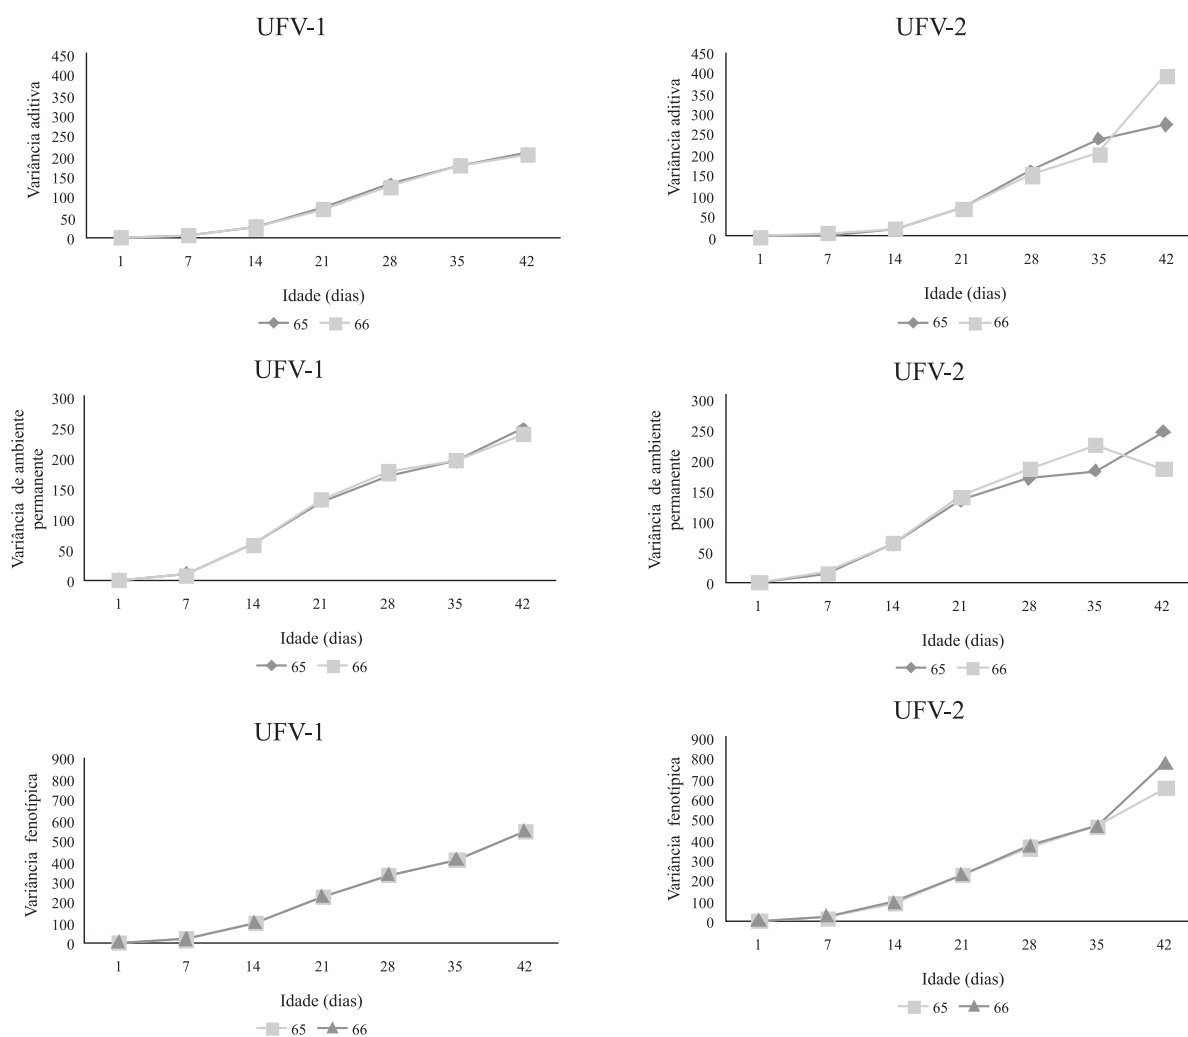 UFV-1
Variância aditiva
450
400
350
300
250
200
150
100
50
0
1 7 14 21 28 35 42
Idade (dias)
65 66
UFV-2
Variância aditiva
450
400
350
300
250
200
150
100
50
0
1 7 14 21 28 35 42
Idade (dias)
65 66
UFV-1
Variância de ambiente
permanente
300
250
200
150
100
50
0
1 7 14 21 28 35 42
Idade (dias)
65 66
UFV-2
Variância de ambiente
permanente
300
250
200
150
100
50
0
1 7 14 21 28 35 42
Idade (dias)
65 66
UFV-1
Variância fenotípica
900
800
700
600
500
400
300
200
100
0
1 7 14 21 28 35 42
Idade (dias)
65 66
UFV-2
Variância fenotípica
900
800
700
600
500
400
300
200
100
0
1 7 14 21 28 35 42
Idade (dias)
65 66